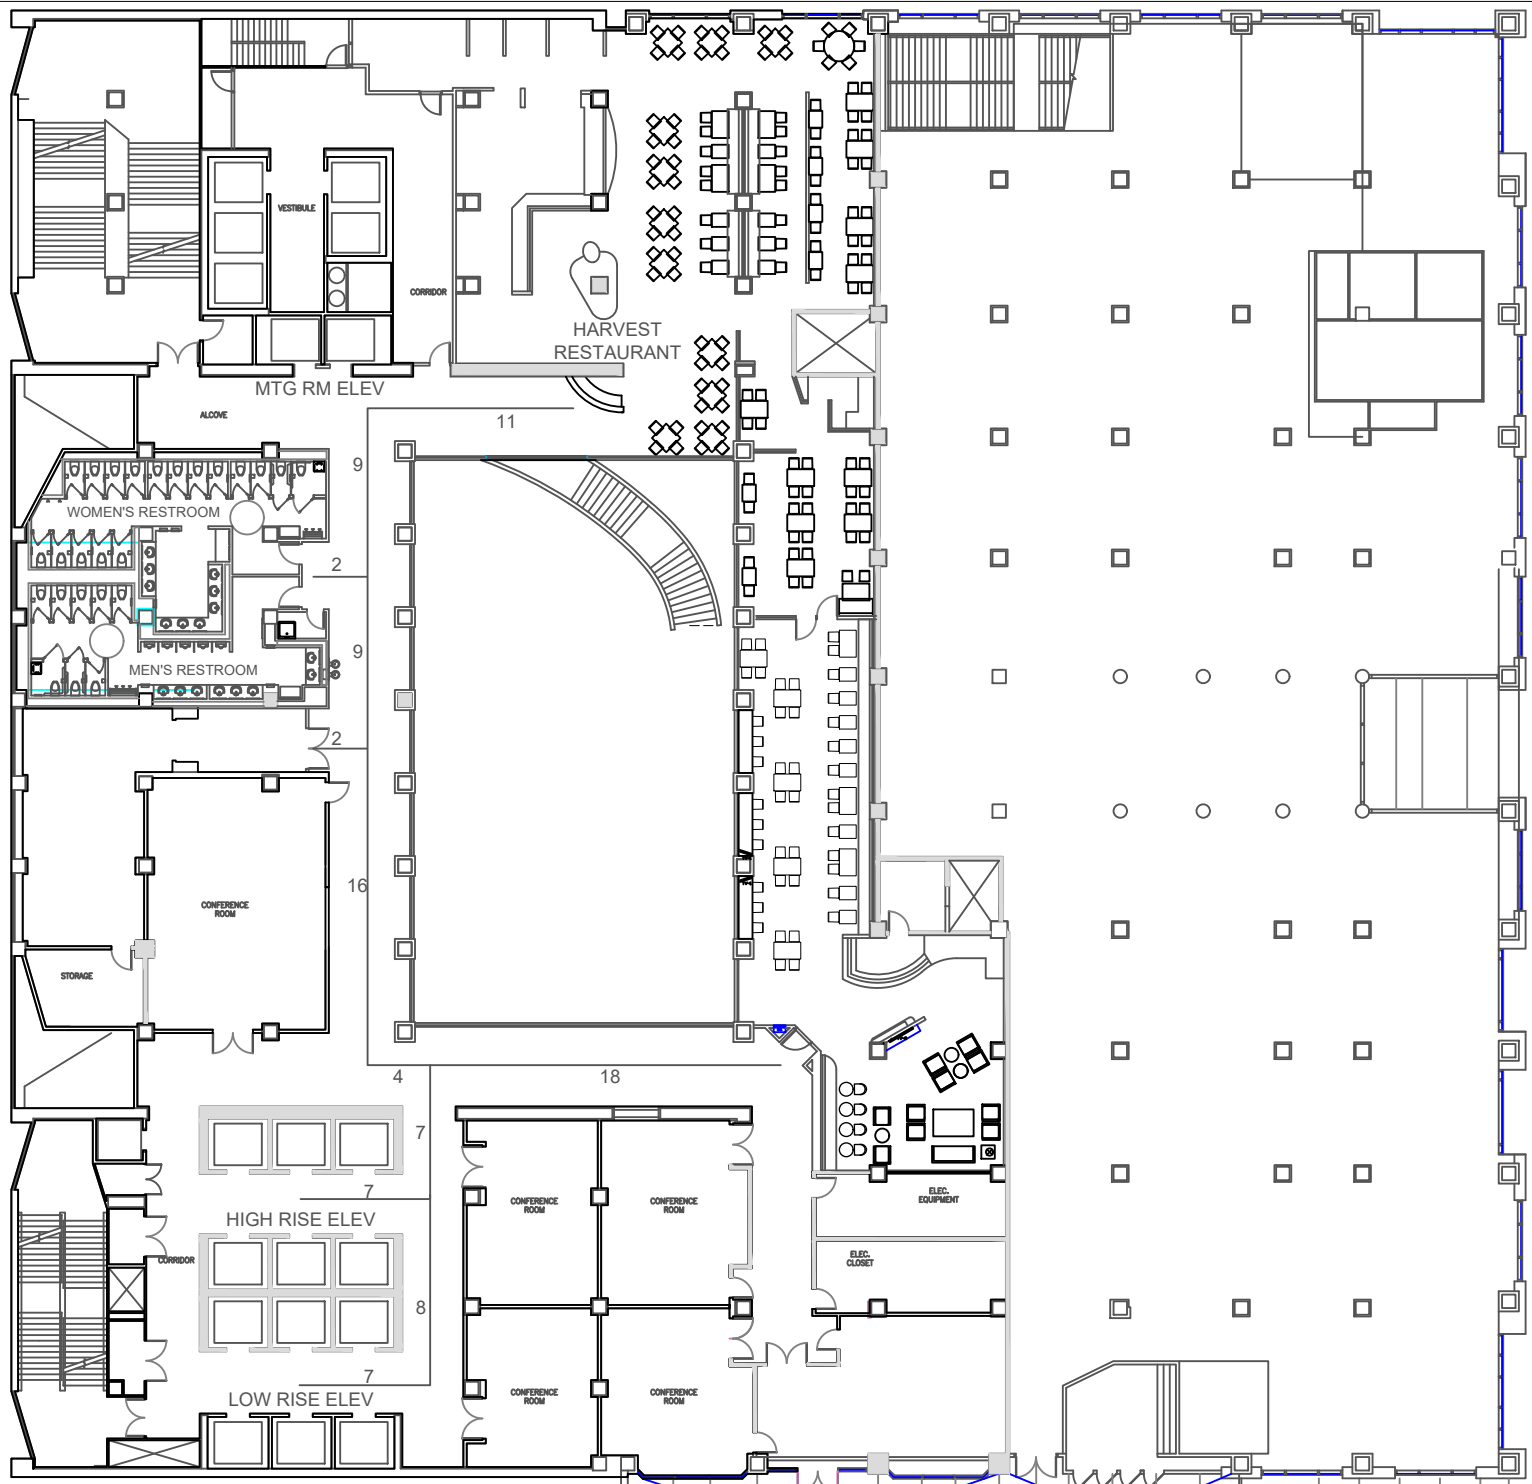 VESTIBULE
CORRIDOR
HARVEST
RESTAURANT
MTG RM ELEV
ALCOVE
11
9
WOMEN'S RESTROOM
2
9
MEN'S RESTROOM
2
16
CONFERENCE
ROOM
STORAGE
4
18
7
7
HIGH RISE ELEV
CONFERENCE
ROOM
CONFERENCE
ROOM
ELEC.
EQUIPMENT
CORRIDOR
ELEC.
CLOSET
8
7
LOW RISE ELEV
CONFERENCE
ROOM
CONFERENCE
ROOM